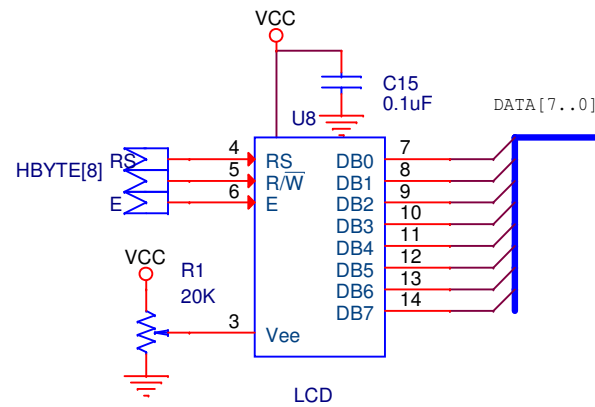 VCC
C15
0.1uF
DATA[7..0]
U8
4 RS 7 DB0
HBYTE[8] RS 5 R/W 8 DB1
E 6 E 9 DB2
10 DB3
11 DB4
VCC 12 DB5
R1 13 DB6
20K 14 DB7
3 Vee
LCD